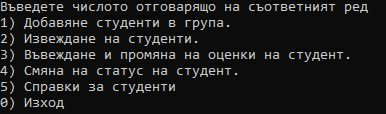 Въведете числото отговарящо на съответният ред
1) Добавяне студенти в група.
2) Извеждане на студенти.
3) Въвеждане и промяна на оценки на студент.
4) Смяна на статус на студент.
5) Справки за студенти
0) Изход